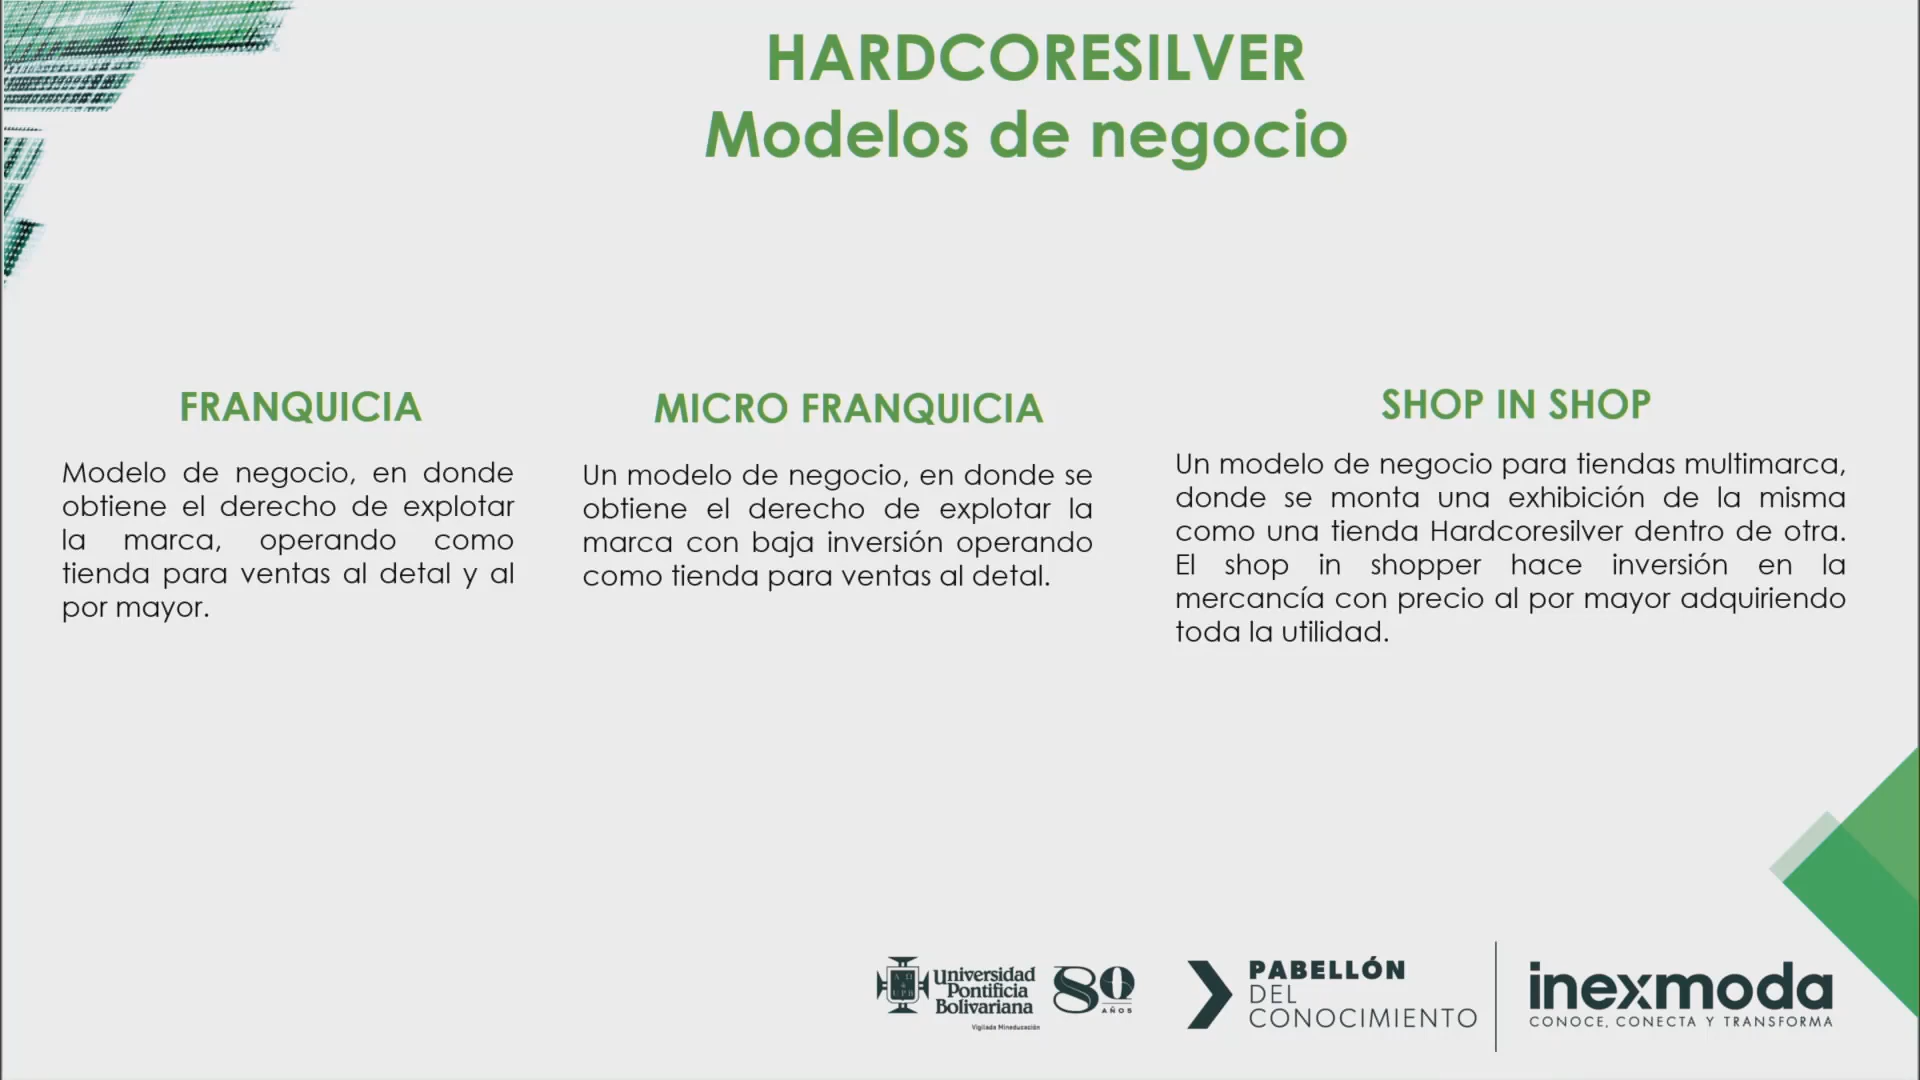 HARDCORESILVER
Modelos de negocio
FRANQUICIA
Modelo de negocio, en donde
obtiene el derecho de explotar
la marca, operando como
tienda para ventas al detal y al
por mayor.
MICRO FRANQUICIA
Un modelo de negocio, en donde se
obtiene el derecho de explotar la
marca con baja inversión operando
como tienda para ventas al detal.
SHOP IN SHOP
Un modelo de negocio para tiendas multimarca,
donde se monta una exhibición de la misma
como una tienda Hardcoresilver dentro de otra.
El shop in shopper hace inversión en la
mercancía con precio al por mayor adquiriendo
toda la utilidad.
Universidad
Pontificia
Bolivariana
Vigilada Mineducación
80
AÑOS
PABELLÓN
DEL
CONOCIMIENTO
inexmoda
CONOCE, CONECTA Y TRANSFORMA